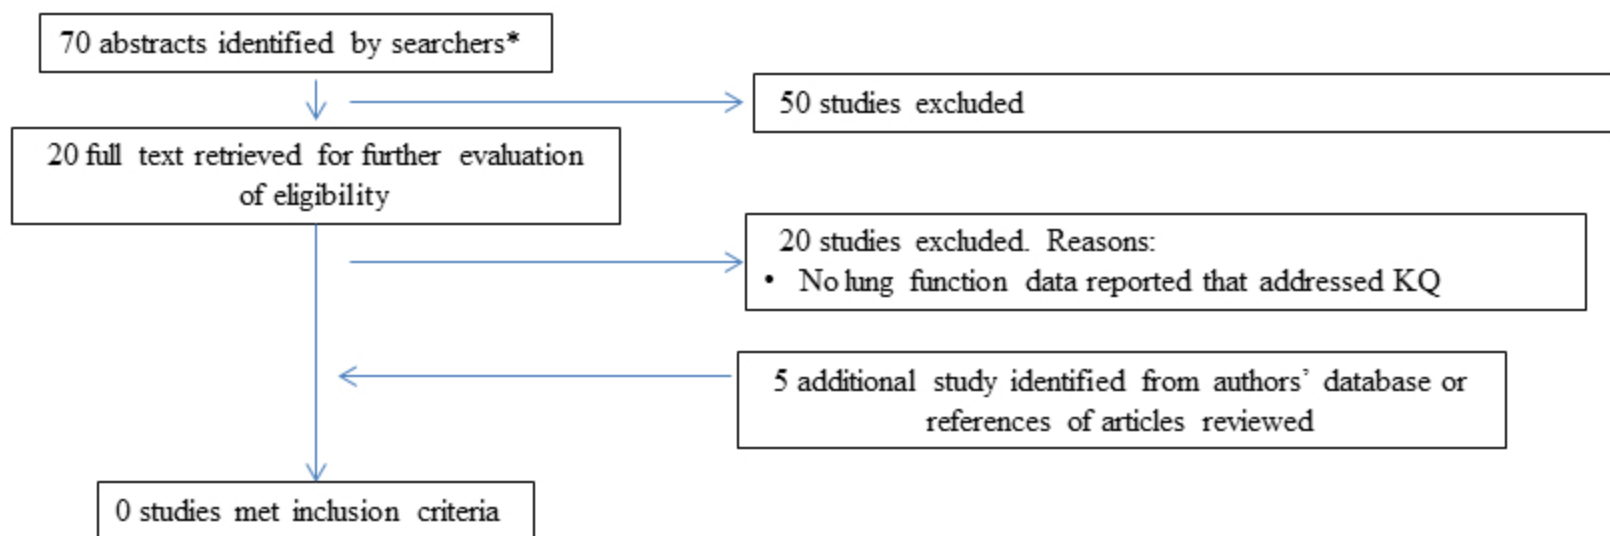 70 abstracts identified by searchers*
50 studies excluded
20 full text retrieved for further evaluation
of eligibility
20 studies excluded. Reasons:
• No lung function data reported that addressed KQ
5 additional study identified from authors’ database or
references of articles reviewed
0 studies met inclusion criteria